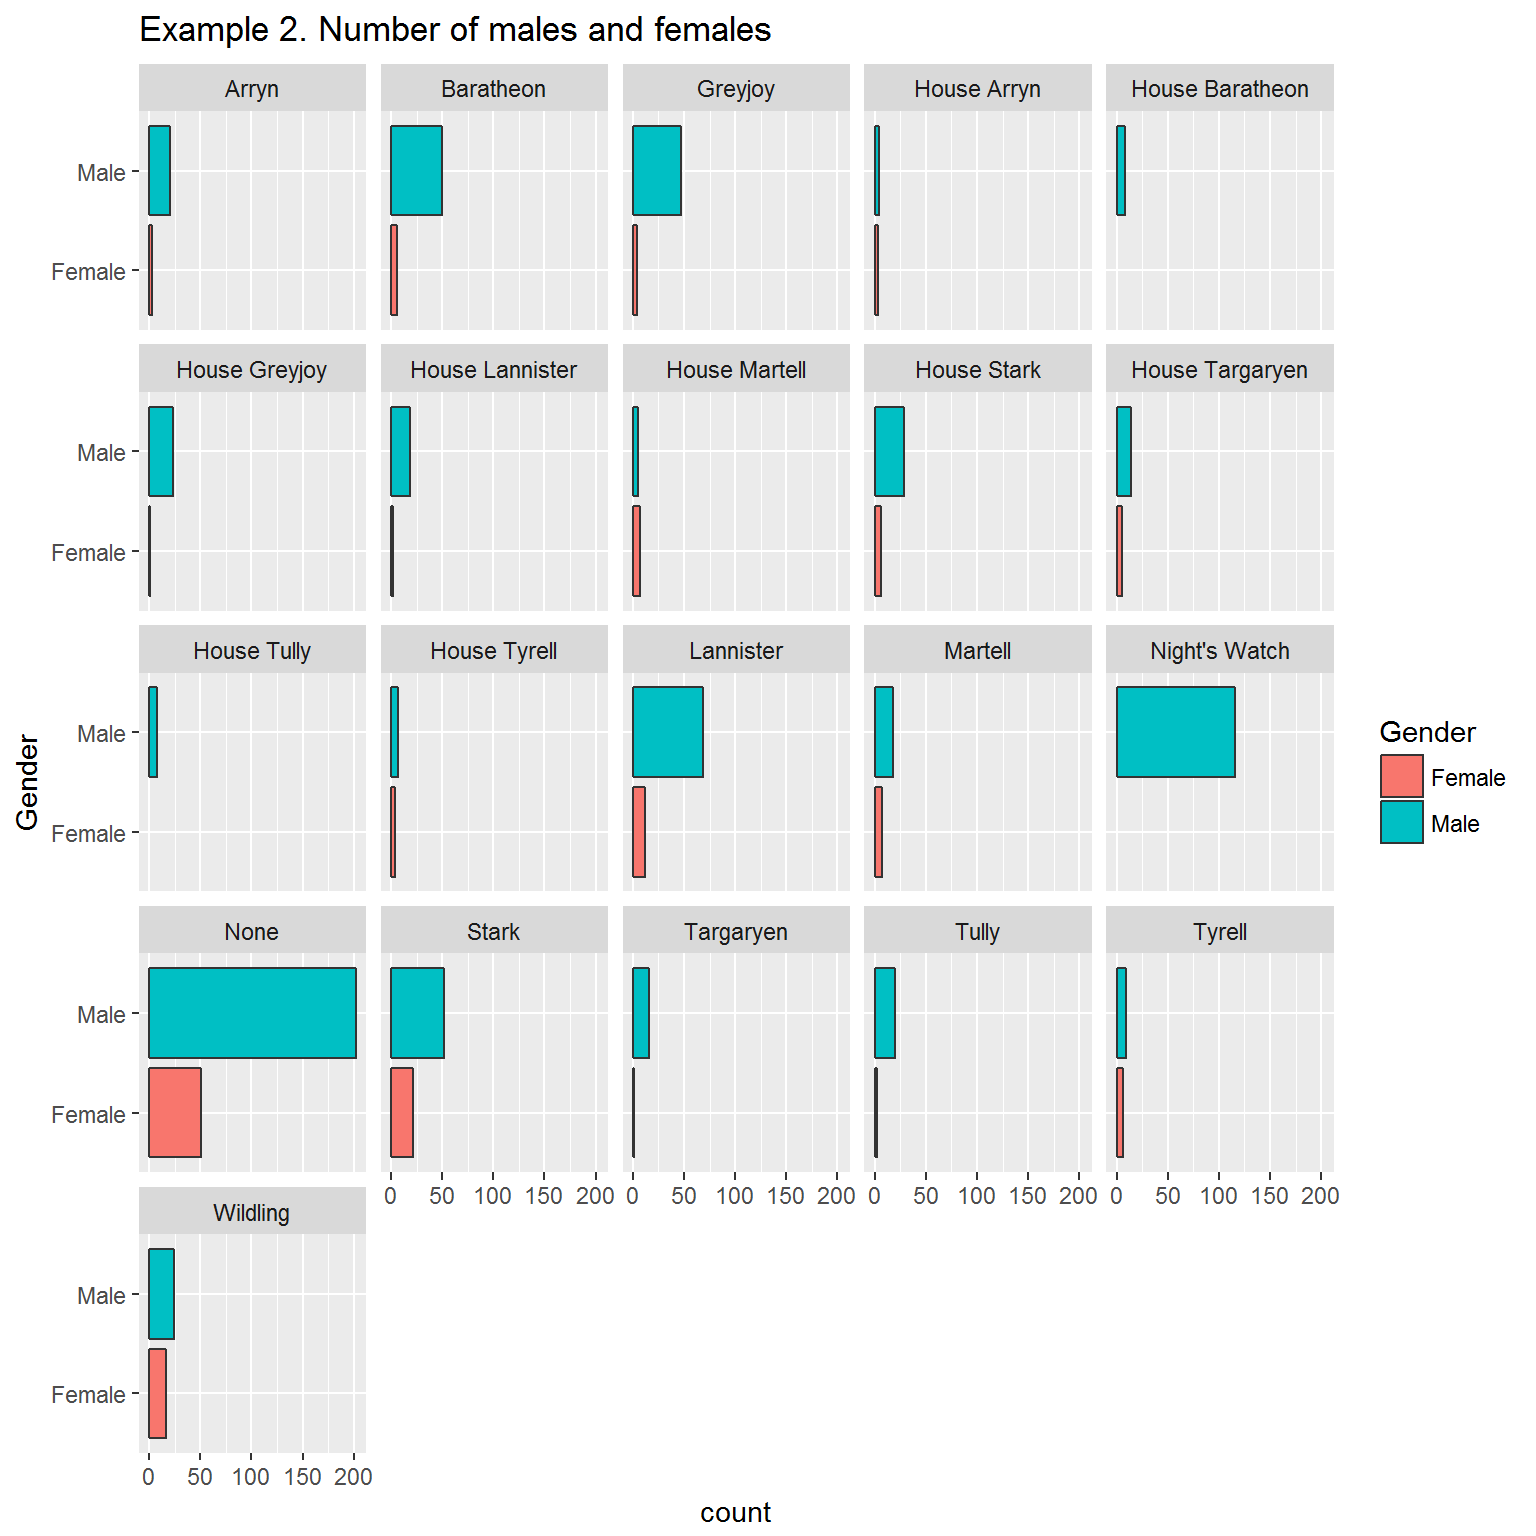 Example 2. Number of males and females
Arryn Baratheon Greyjoy House Arryn House Baratheon
Male
Female
House Greyjoy House Lannister House Martell House Stark House Targaryen
Male
Female
House Tully House Tyrell Lannister Martell Night's Watch
Male
Female
Gender
Gender
Female
Male
None Stark Targaryen Tully Tyrell
Male
Female
0 50 100 150 200 0 50 100 150 200 0 50 100 150 200 0 50 100 150 200
Wildling
Male
Female
0 50 100 150 200
count